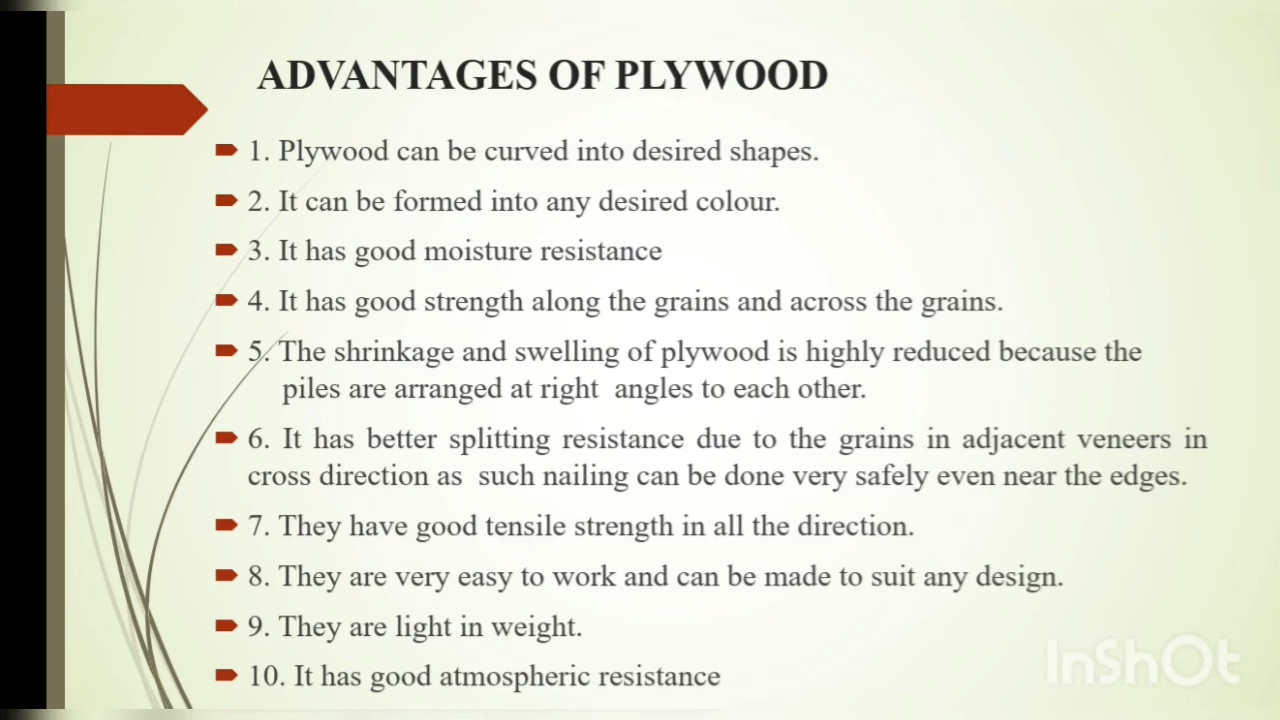 ADVANTAGES OF PLYWOOD
1. Plywood can be curved into desired shapes.
2. It can be formed into any desired colour.
3. It has good moisture resistance
4. It has good strength along the grains and across the grains.
5. The shrinkage and swelling of plywood is highly reduced because the
piles are arranged at right angles to each other.
6. It has better splitting resistance due to the grains in adjacent veneers in
cross direction as such nailing can be done very safely even near the edges.
7. They have good tensile strength in all the direction.
8. They are very easy to work and can be made to suit any design.
9. They are light in weight.
10. It has good atmospheric resistance
InShOt